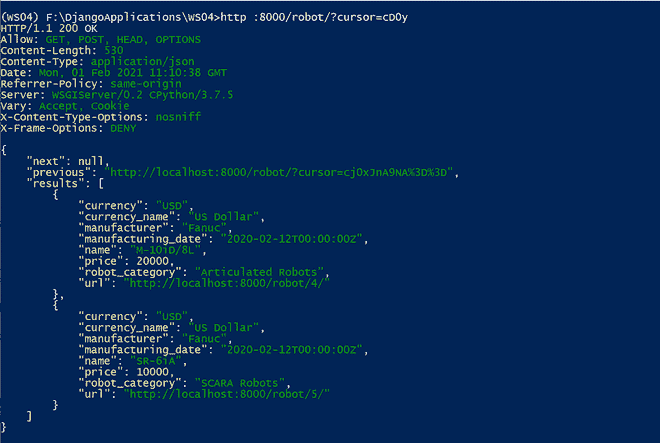 (WS04) F:\DjangoApplications\WS04>http :8000/robot/?cursor=cD0y
HTTP/1.1 200 OK
Allow: GET, POST, HEAD, OPTIONS
Content-Length: 530
Content-Type: application/json
Date: Mon, 01 Feb 2021 11:10:38 GMT
Referrer-Policy: same-origin
Server: WSGIServer/0.2 CPython/3.7.5
Vary: Accept, Cookie
X-Content-Type-Options: nosniff
X-Frame-Options: DENY
{
"next": null,
"previous": "http://localhost:8000/robot/?cursor=cj0xJnA9NA%3D%3D",
"results": [
{
"currency": "USD",
"currency_name": "US Dollar",
"manufacturer": "Fanuc",
"manufacturing_date": "2020-02-12T00:00:00Z",
"name": "M-10iD/8L",
"price": 20000,
"robot_category": "Articulated Robots",
"url": "http://localhost:8000/robot/4/"
},
{
"currency": "USD",
"currency_name": "US Dollar",
"manufacturer": "Fanuc",
"manufacturing_date": "2020-02-12T00:00:00Z",
"name": "SR-6iA",
"price": 10000,
"robot_category": "SCARA Robots",
"url": "http://localhost:8000/robot/5/"
}
]
}